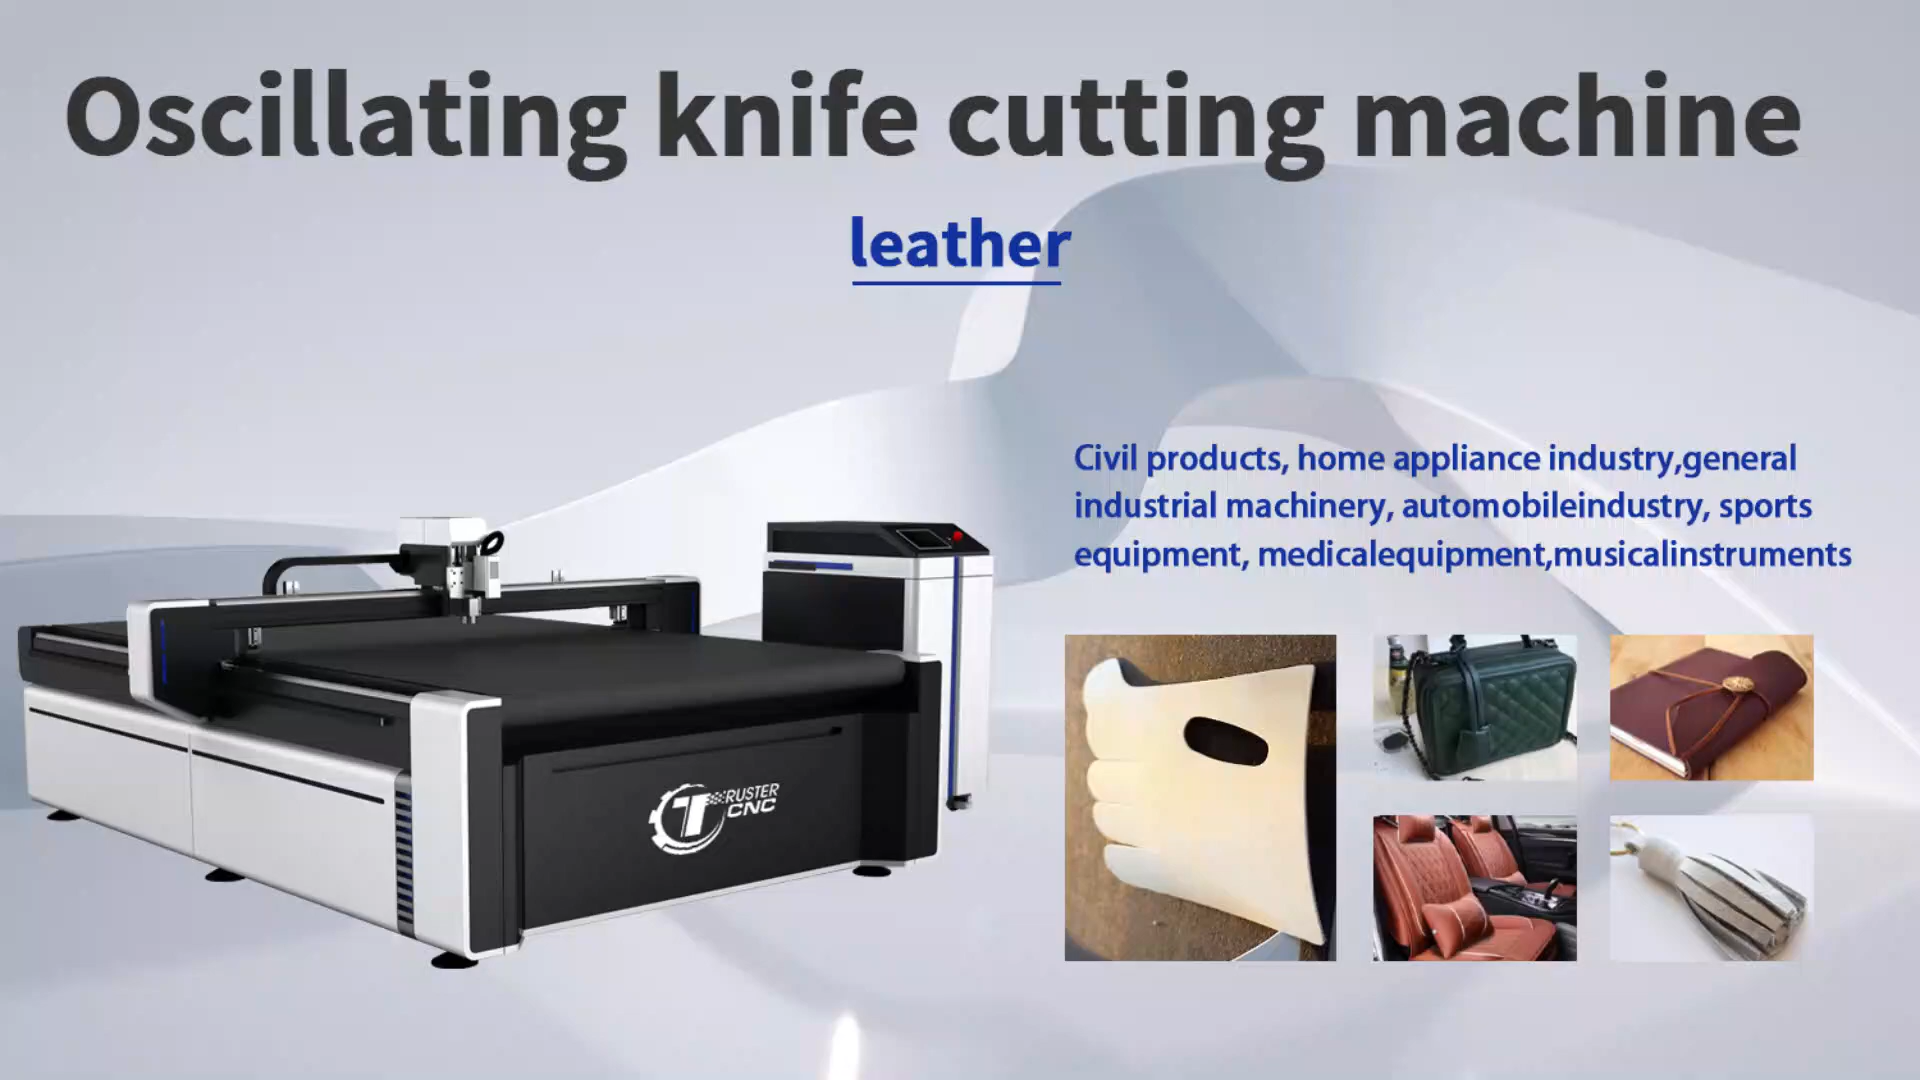 Oscillating knife cutting machine
leather
Civil products, home appliance industry,general
industrial machinery, automobileindustry, sports
equipment, medicalequipment,musicalinstruments
TRUSTER
CNC